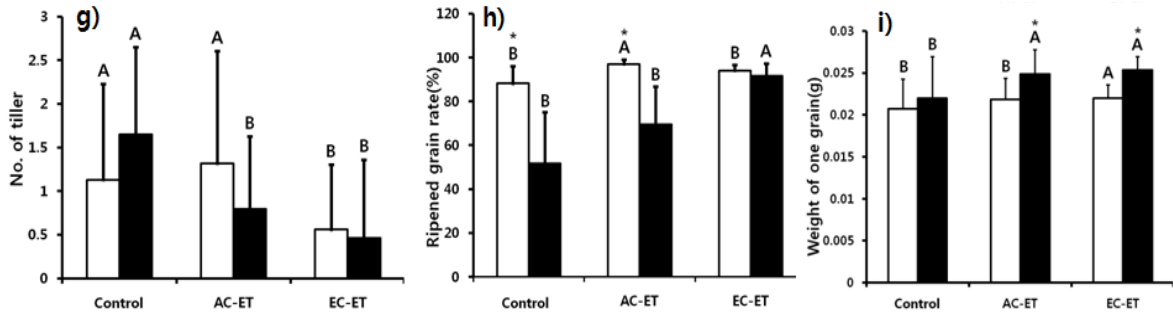 g)
No. of tiller
3
2.5
2
1.5
1
0.5
0
A A A B B B
Control AC-ET EC-ET
h)
Ripened grain rate(%)
120
100
80
60
40
20
0
* *
B B A B B A
Control AC-ET EC-ET
i)
Weight of one grain(g)
0.03
0.025
0.02
0.015
0.01
0.005
0
* *
B B B A A A
Control AC-ET EC-ET